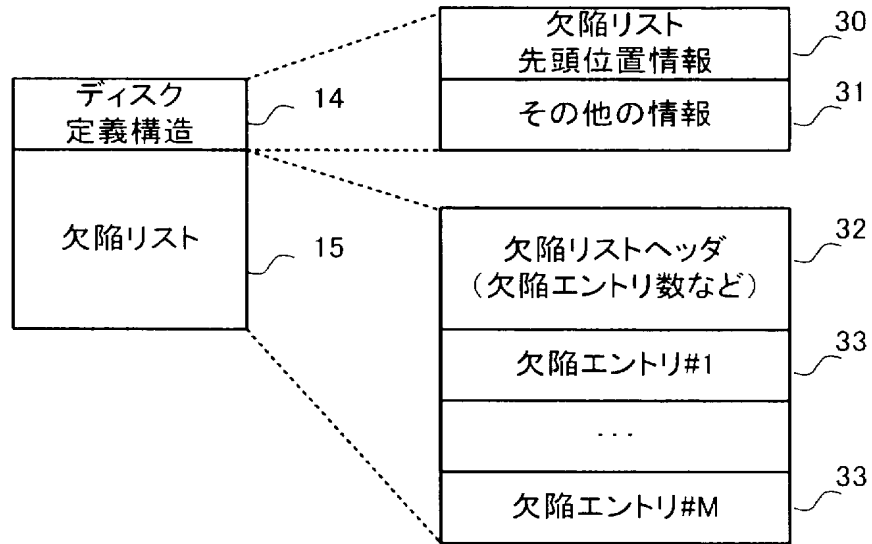 ディスク
定義構造
14
欠陥リスト
15
欠陥リスト
先頭位置情報
30
その他の情報
31
欠陥リストヘッダ
(欠陥エントリ数など)
32
欠陥エントリ#1
33
...
欠陥エントリ#M
33